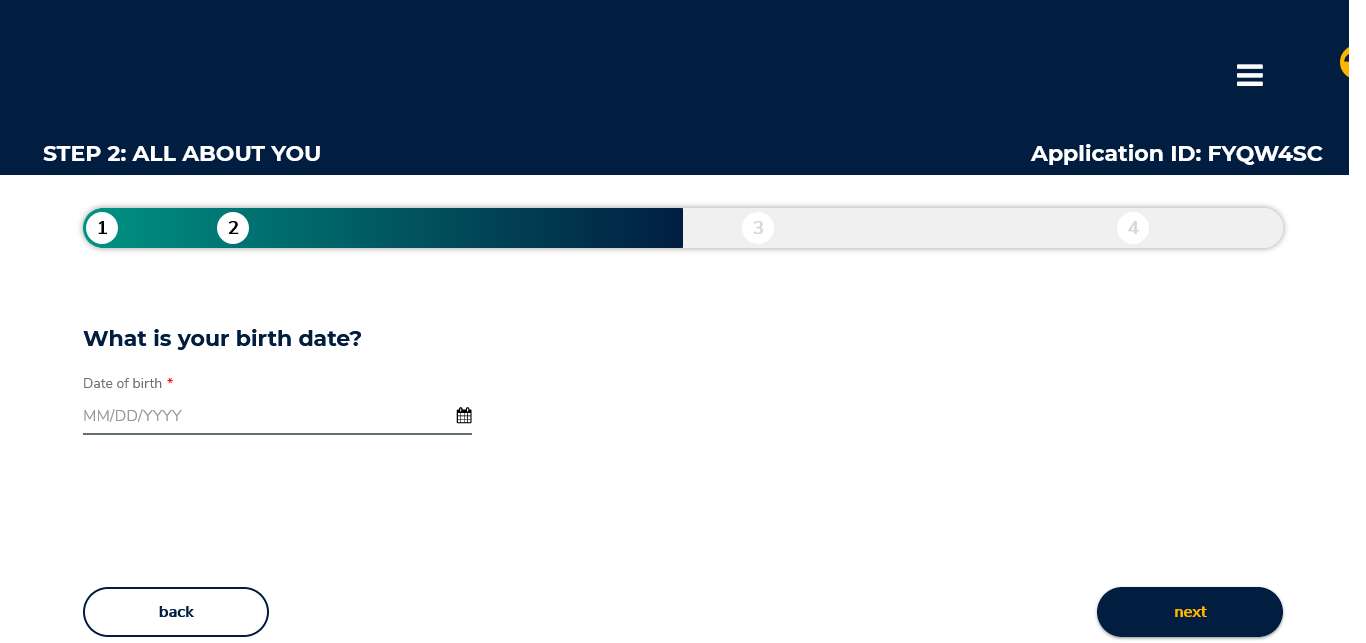 STEP 2: ALL ABOUT YOU
Application ID: FYQW4SC
1
2
3
4
What is your birth date?
Date of birth *
MM/DD/YYYY
back
next